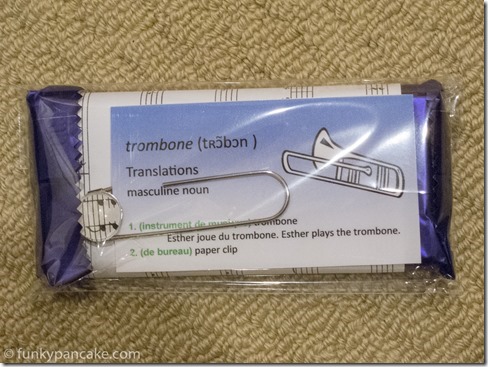 trombone (tʀɔ̃bɔn )
Translations
masculine noun
1. (instrument de trombone
Esther joue du trombone. Esther plays the trombone.
2. (de bureau) paper clip
© funkypancake.com